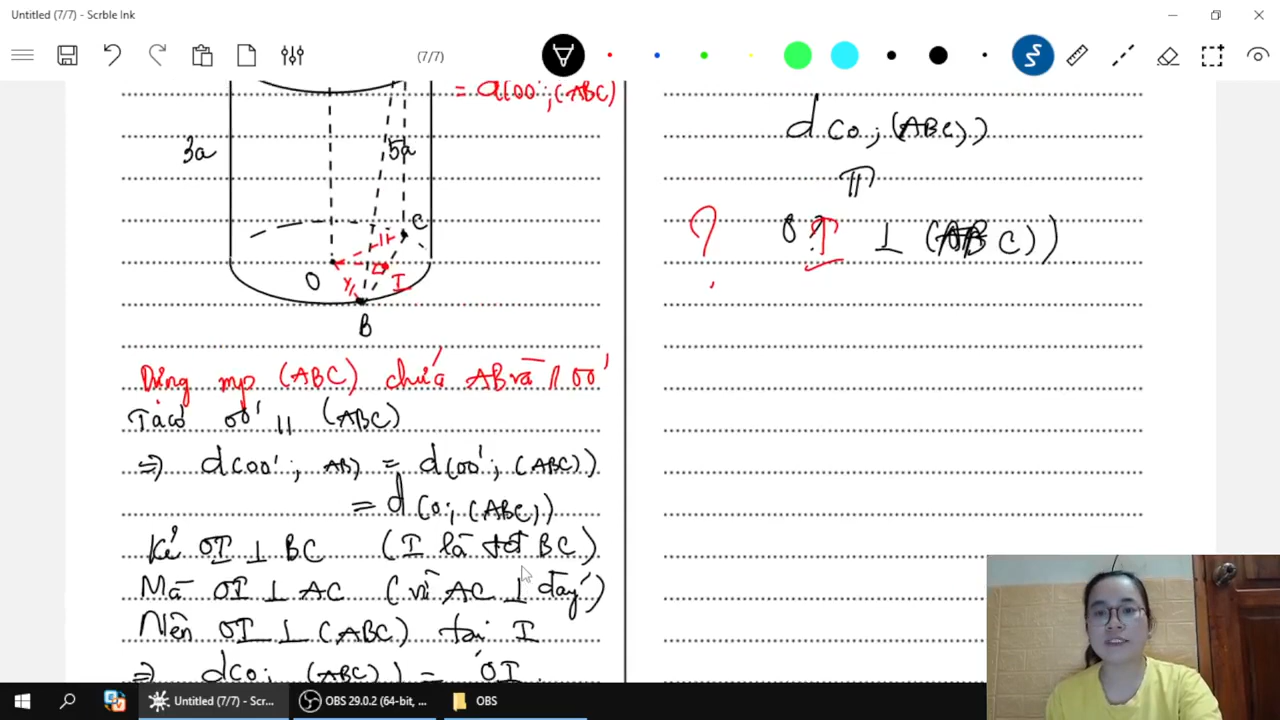 Untitled (7/7) - Scrble Ink
(7/7)
= d(OO'; (ABC)
3a
5a
C
O
I
B
Dựng mp (ABC) chứa AB và // OO'
Ta có OO' // (ABC)
=> d(OO'; AB) = d(OO'; (ABC))
= d(O; (ABC))
Kẻ OI ⊥ BC (I là tđ BC)
Mà OI ⊥ AC (vì AC ⊥ đáy)
Nên OI ⊥ (ABC) tại I
=> d(O; (ABC)) = OI
d(O; (ABC))
? OI ⊥ (ABC)
Untitled (7/7) - Scr...
OBS 29.0.2 (64-bit, ...
OBS